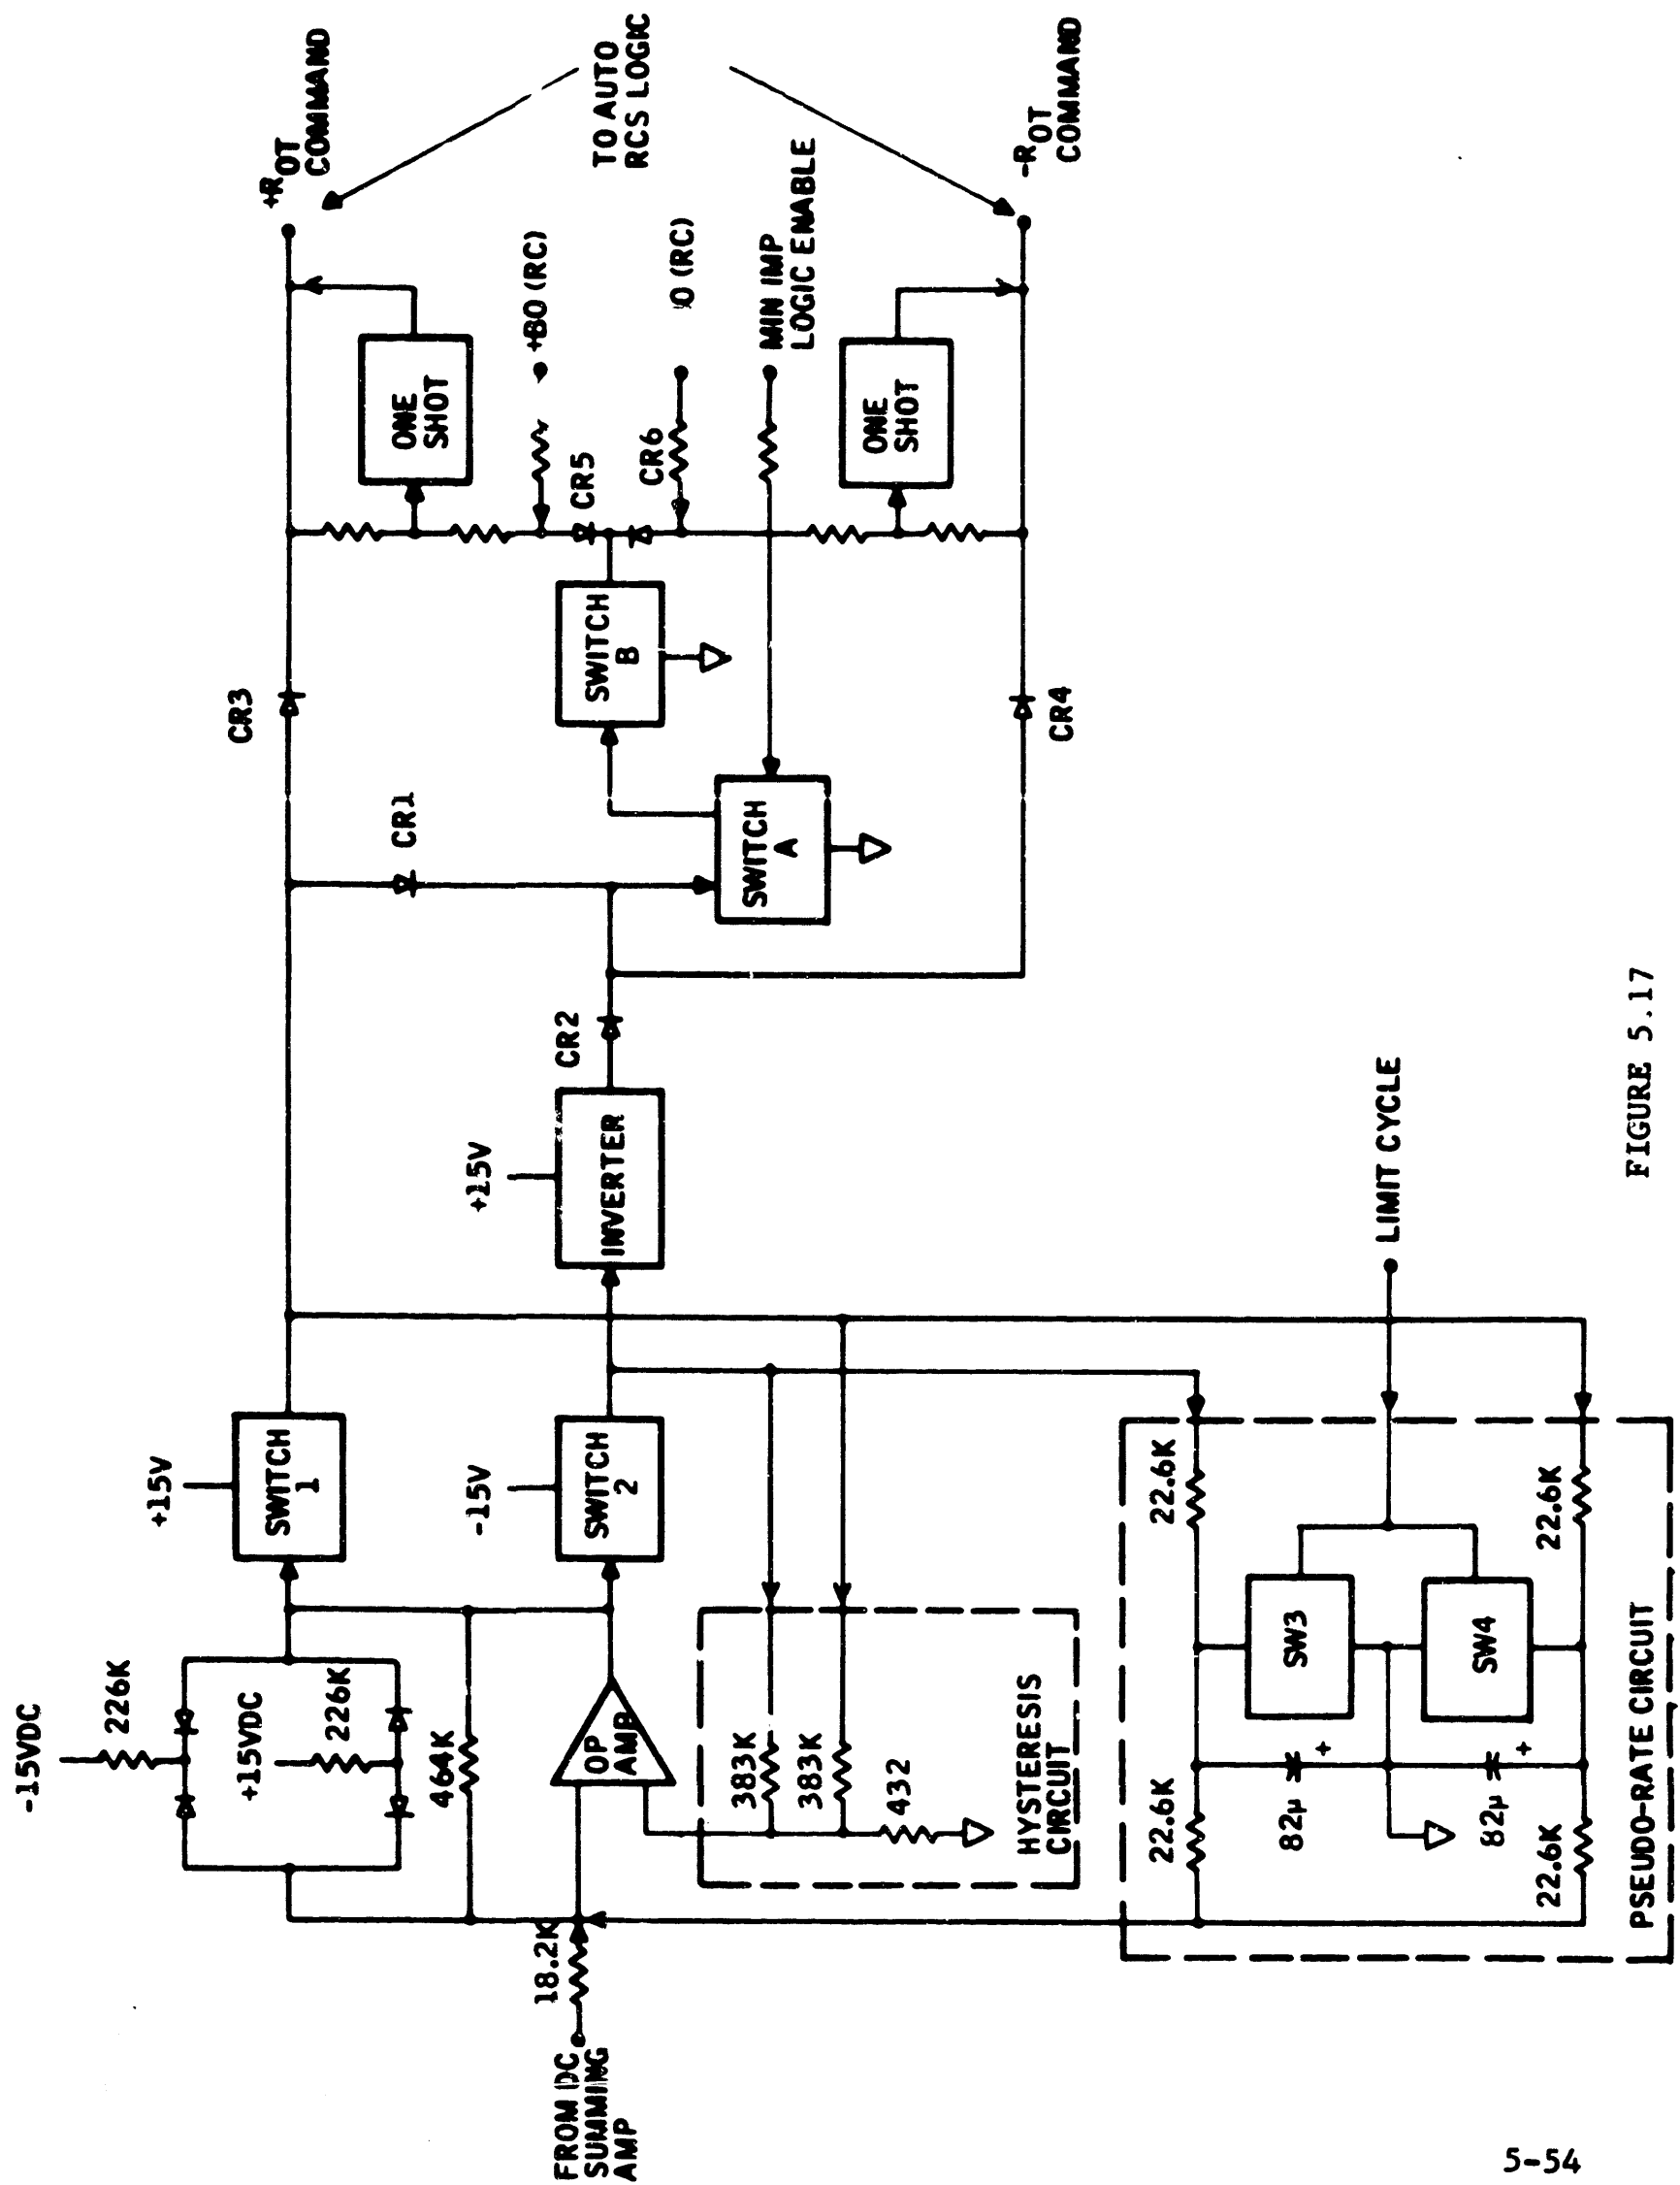 +ROT
COMMAND
TO AUTO
RCS LOGIC
-ROT
COMMAND
ONE
SHOT
+BO (RC)
O (RC)
MIN IMP
LOGIC ENABLE
ONE
SHOT
CR5
CR6
CR3
SWITCH
B
CR4
CR1
SWITCH
A
CR2
+15V
INVERTER
LIMIT CYCLE
+15V
SWITCH
1
-15V
SWITCH
2
-15VDC
226K
+15VDC
226K
464K
OP
AMP
383K
383K
432
HYSTERESIS
CIRCUIT
22.6K
22.6K
SW3
SW4
82µ
+
82µ
+
22.6K
22.6K
PSEUDO-RATE CIRCUIT
18.2K
FROM DC
SUMMING
AMP
FIGURE 5.17
5-54